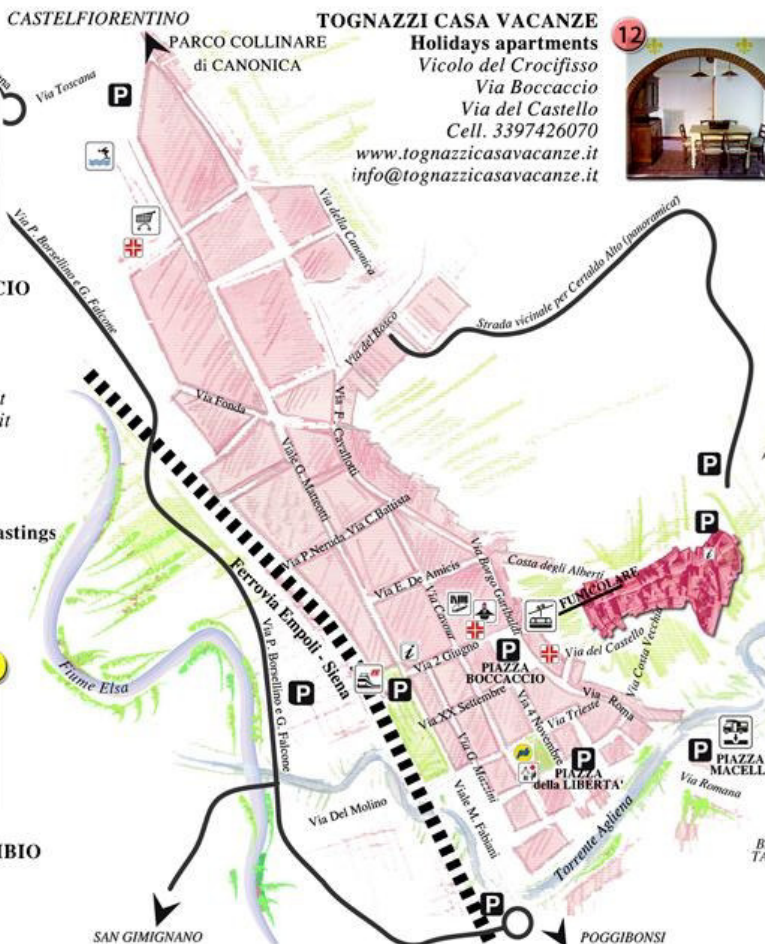 CASTELFIORENTINO
PARCO COLLINARE
di CANONICA
TOGNAZZI CASA VACANZE
Holidays apartments
Vicolo del Crocifisso
Via Boccaccio
Via del Castello
Cell. 3397426070
www.tognazzicasavacanze.it
info@tognazzicasavacanze.it
12
Via Toscana
P
Via della Canonica
Via P. Borsellino e G. Falcone
CIO
Strada vicinale per Certaldo Alto (panoramica)
Via del Bosco
t
it
Via Fonda
Via F. Cavallotti
Viale G. Matteotti
P
astings
Via C. Battista
Via P. Neruda
P
i
Via Borgo Garibaldi
Costa degli Alberti
FUNICOLARE
Ferrovia Empoli - Siena
Via E. De Amicis
Via Cavour
i
Via 2 Giugno
P
PIAZZA
BOCCACCIO
Via del Castello
Via Costa Vecchia
Fiume Elsa
Via P. Borsellino e G. Falcone
P
P
Via XX Settembre
Via 4 Novembre
Via Trieste
Via Roma
P
PIAZZA
MACELL
Via Romana
Via G. Mazzini
P
PIAZZA
della LIBERTA'
Via Del Molino
Viale M. Fabiani
Torrente Agliena
IBIO
B
TA
P
SAN GIMIGNANO
POGGIBONSI